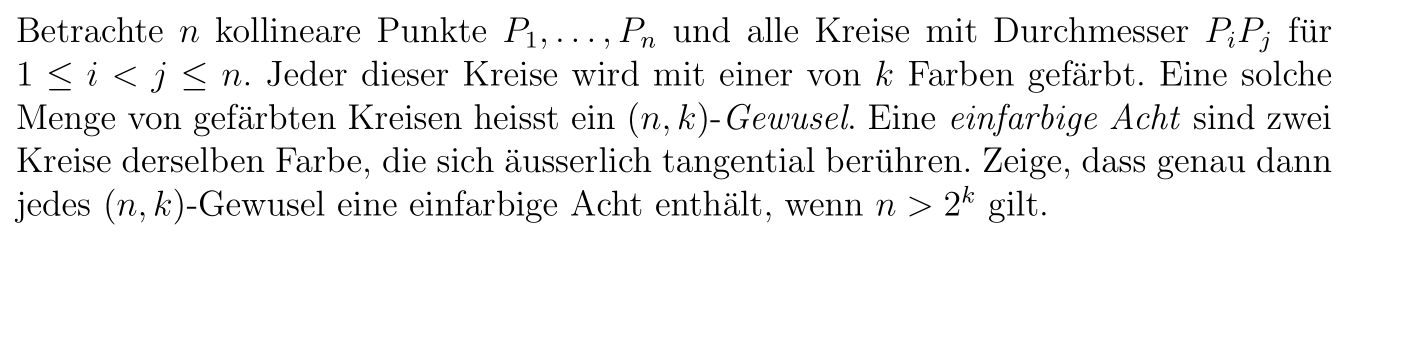 Betrachte $n$ kollineare Punkte $P_1, \ldots, P_n$ und alle Kreise mit Durchmesser $P_iP_j$ für
$1 \leq i < j \leq n$. Jeder dieser Kreise wird mit einer von $k$ Farben gefärbt. Eine solche
Menge von gefärbten Kreisen heisst ein $(n, k)$-Gewusel. Eine einfarbige Acht sind zwei
Kreise derselben Farbe, die sich äusserlich tangential berühren. Zeige, dass genau dann
jedes $(n, k)$-Gewusel eine einfarbige Acht enthält, wenn $n > 2^k$ gilt.